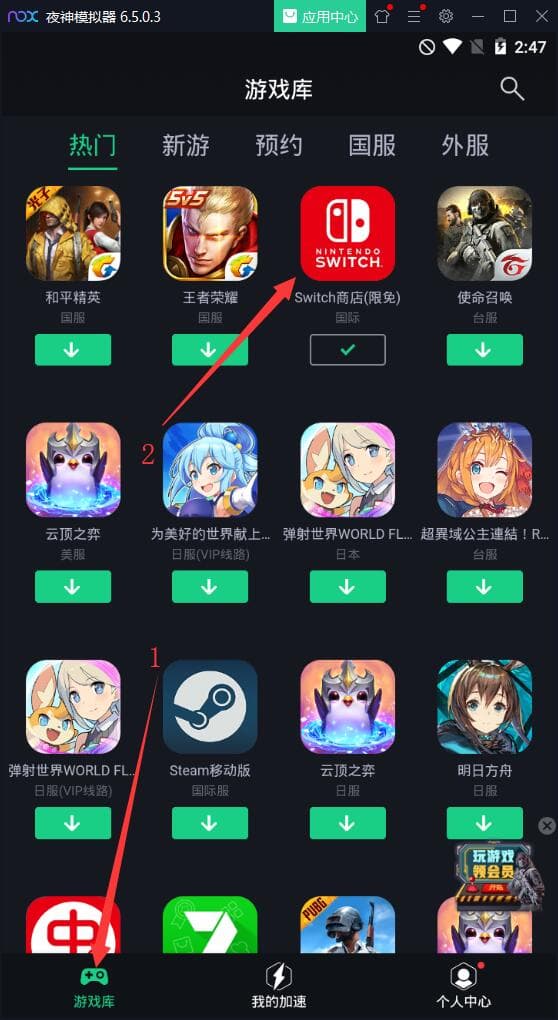 nox 夜神模拟器 6.5.0.3 应用中心
2:47
游戏库
热门 新游 预约 国服 外服
光子 5v5 NINTENDO SWITCH.
和平精英 王者荣耀 Switch商店(限免) 使命召唤
国服 国服 国际 台服
2
云顶之弈 为美好的世界献上... 弹射世界WORLD FL... 超異域公主連結！R...
美服 日服(VIP线路) 日本 台服
1
弹射世界WORLD FL... Steam移动版 云顶之弈 明日方舟
日服(VIP线路) 国际服 日服 日服
玩游戏
领会员
开始
PUBG
游戏库 我的加速 个人中心